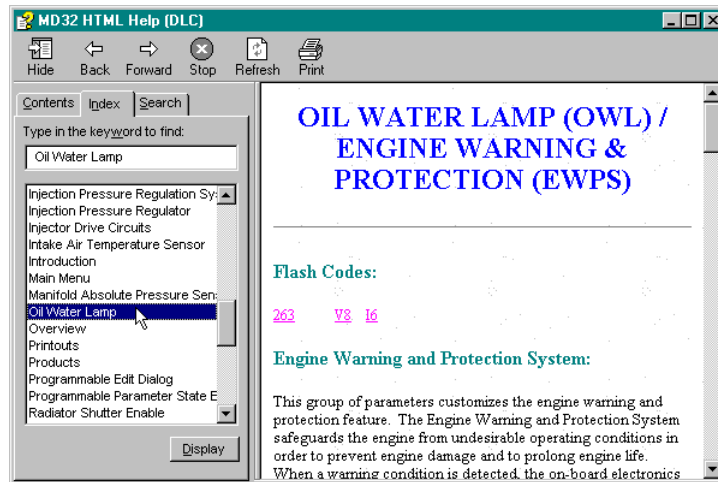 MD32 HTML Help (DLC)
Hide Back Forward Stop Refresh Print
Contents Index Search
Type in the keyword to find:
Oil Water Lamp
Injection Pressure Regulation Sy
Injection Pressure Regulator
Injector Drive Circuits
Intake Air Temperature Sensor
Introduction
Main Menu
Manifold Absolute Pressure Sen
Oil Water Lamp
Overview
Printouts
Products
Programmable Edit Dialog
Programmable Parameter State E
Radiator Shutter Enable
Display
OIL WATER LAMP (OWL) /
ENGINE WARNING &
PROTECTION (EWPS)
Flash Codes:
263 V8 I6
Engine Warning and Protection System:
This group of parameters customizes the engine warning and
protection feature. The Engine Warning and Protection System
safeguards the engine from undesirable operating conditions in
order to prevent engine damage and to prolong engine life.
When a warning condition is detected, the on-board electronics